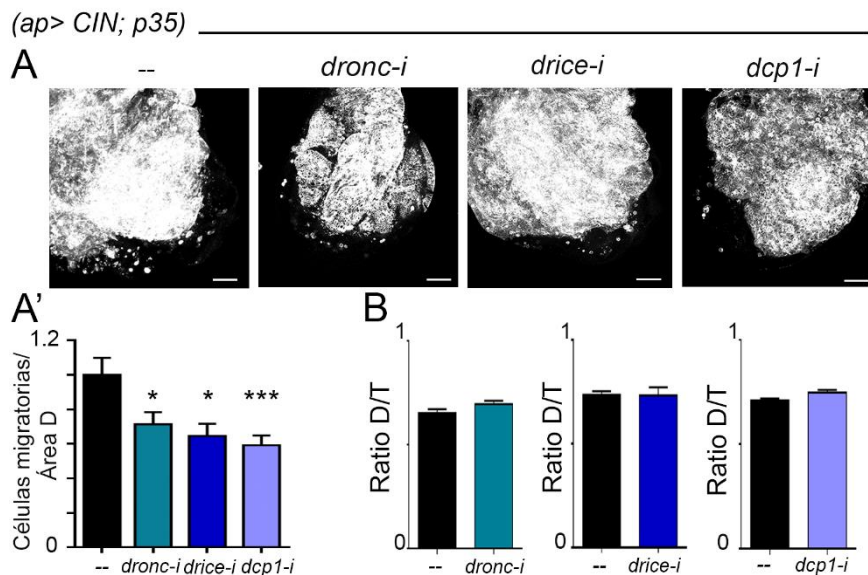 (ap> CIN; p35)
A
--
dronc-i
drice-i
dcp1-i
A'
1.2
0
Células migratorias/
Área D
*
*
***
--
dronc-i
drice-i
dcp1-i
B
1
0
Ratio D/T
--
dronc-i
1
0
Ratio D/T
--
drice-i
1
0
Ratio D/T
--
dcp1-i